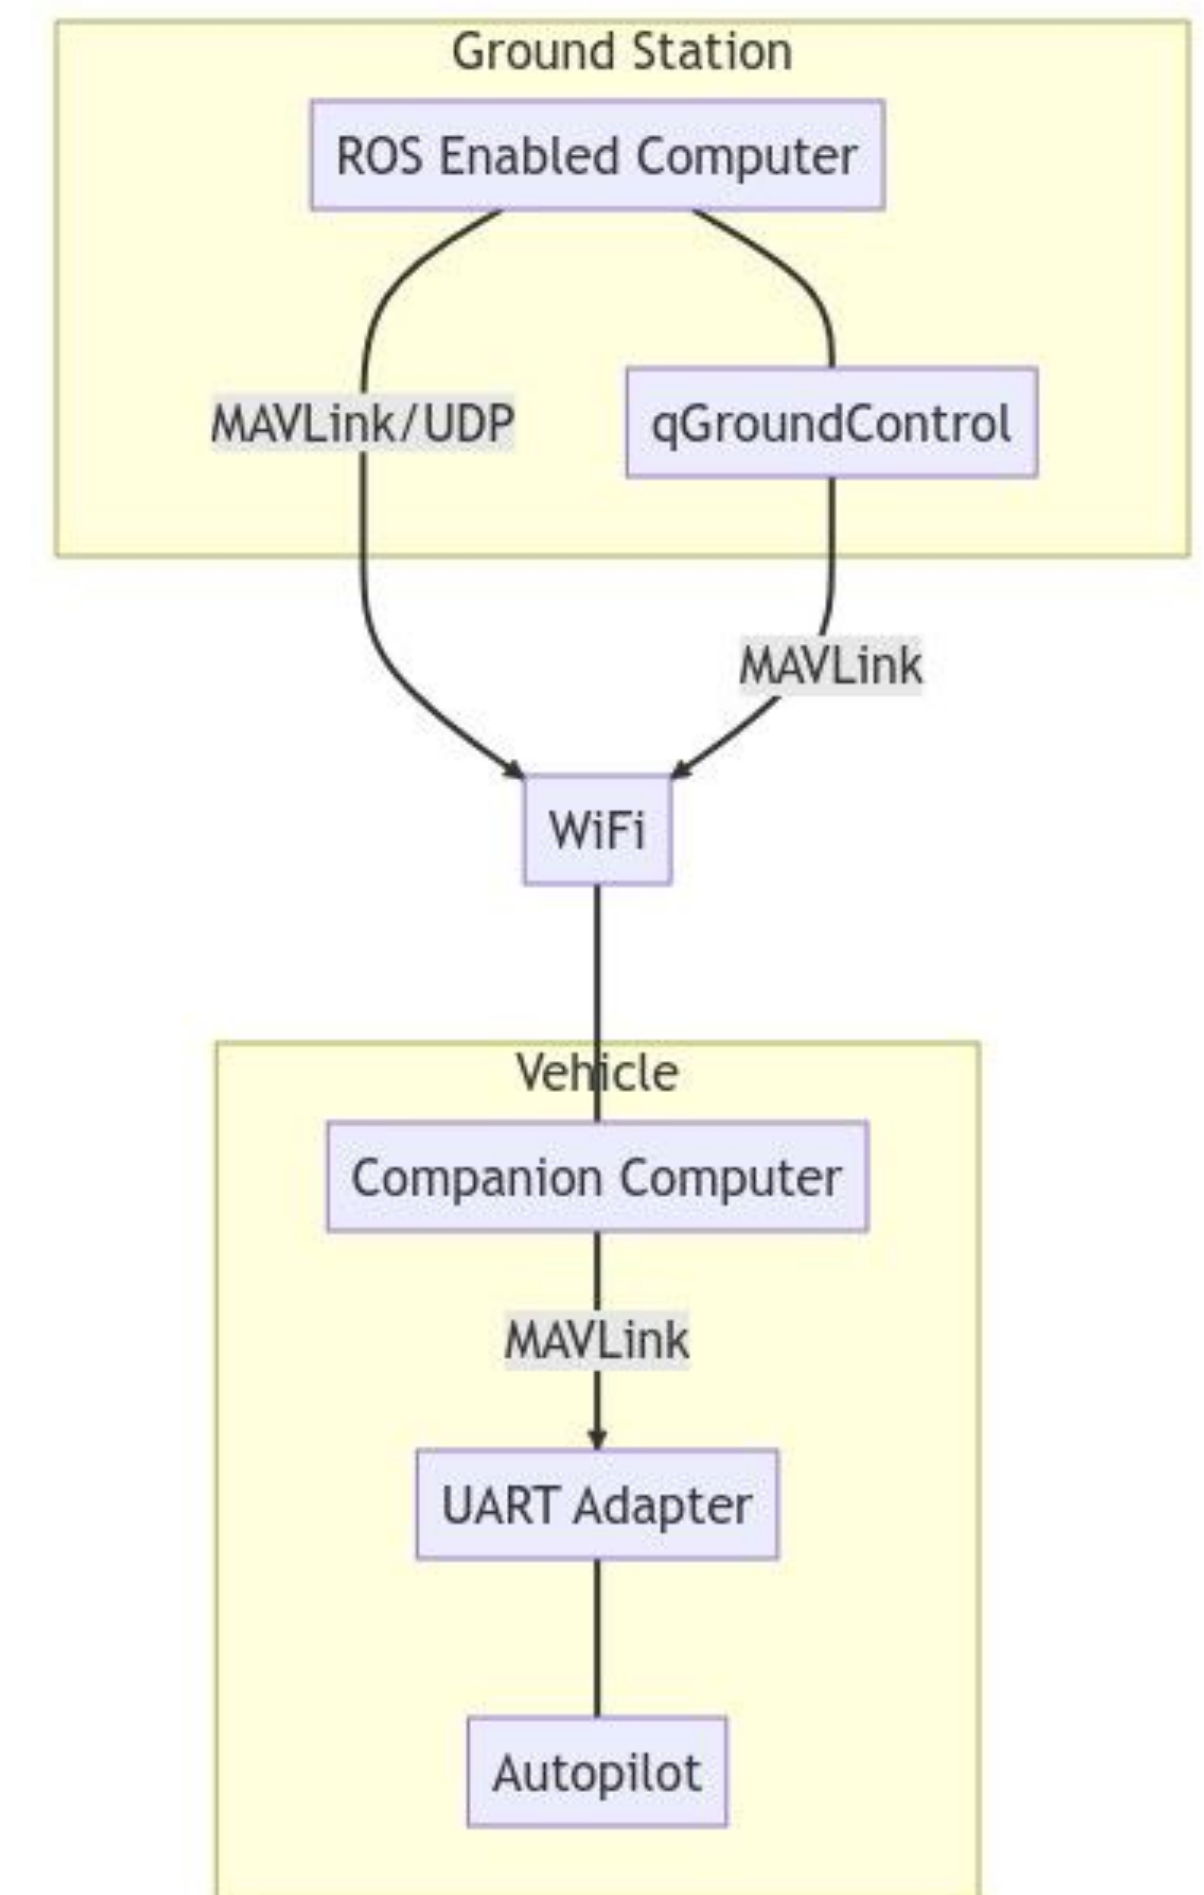 Ground Station
ROS Enabled Computer
MAVLink/UDP
qGroundControl
MAVLink
WiFi
Vehicle
Companion Computer
MAVLink
UART Adapter
Autopilot